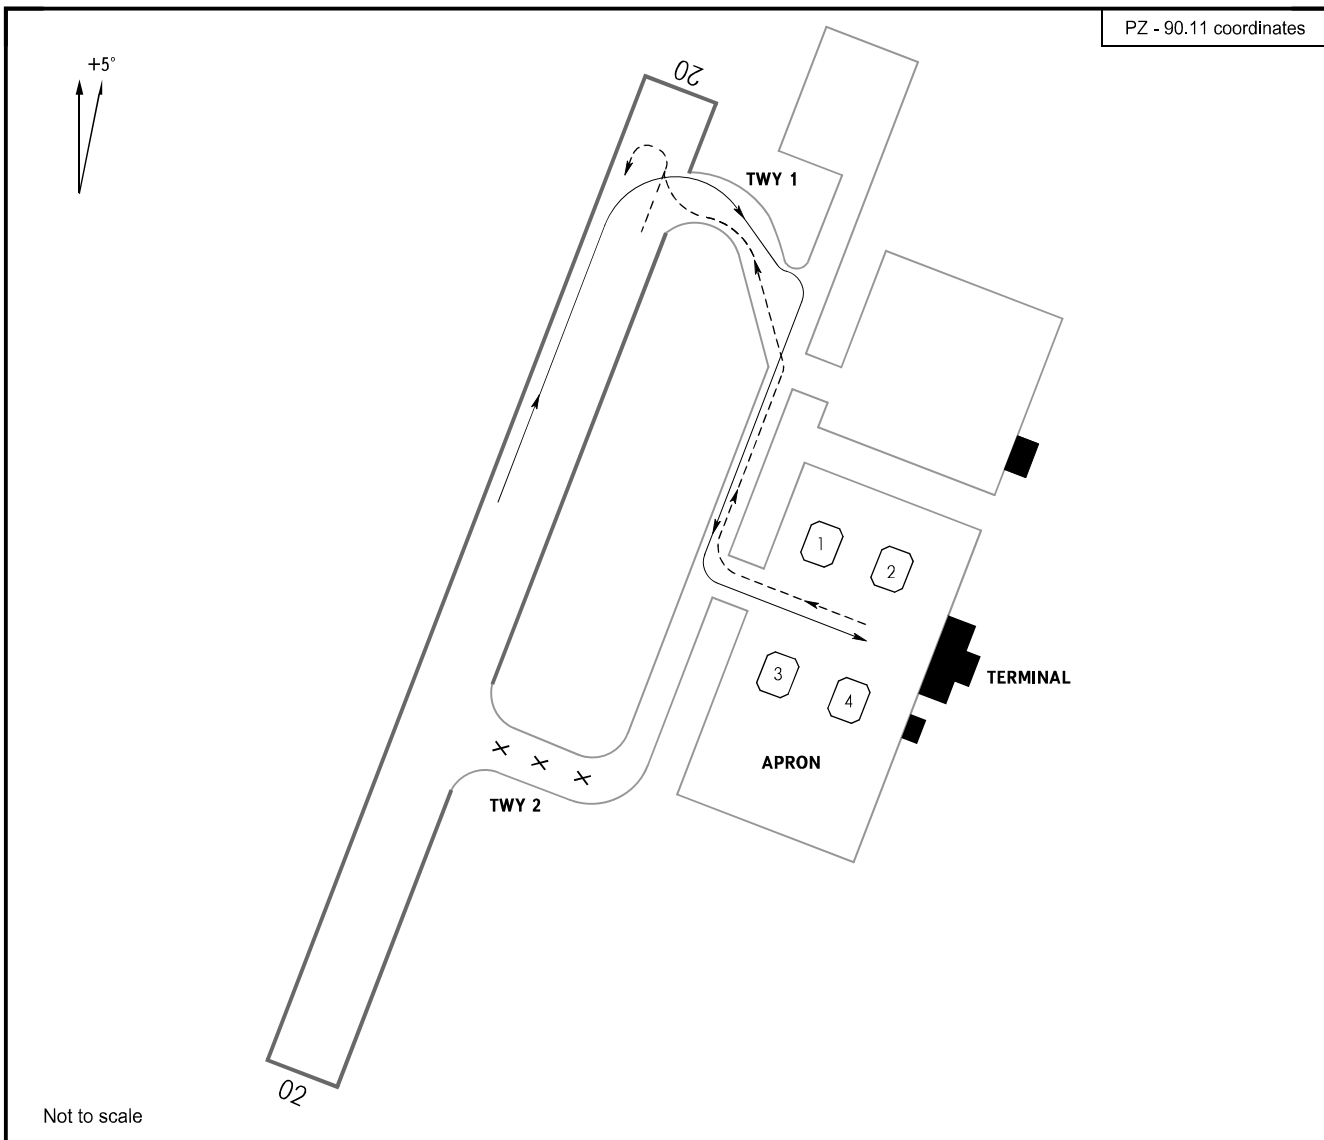 PZ - 90.11 coordinates
+5°
20
TWY 1
1
2
3
4
TERMINAL
APRON
TWY 2
02
Not to scale